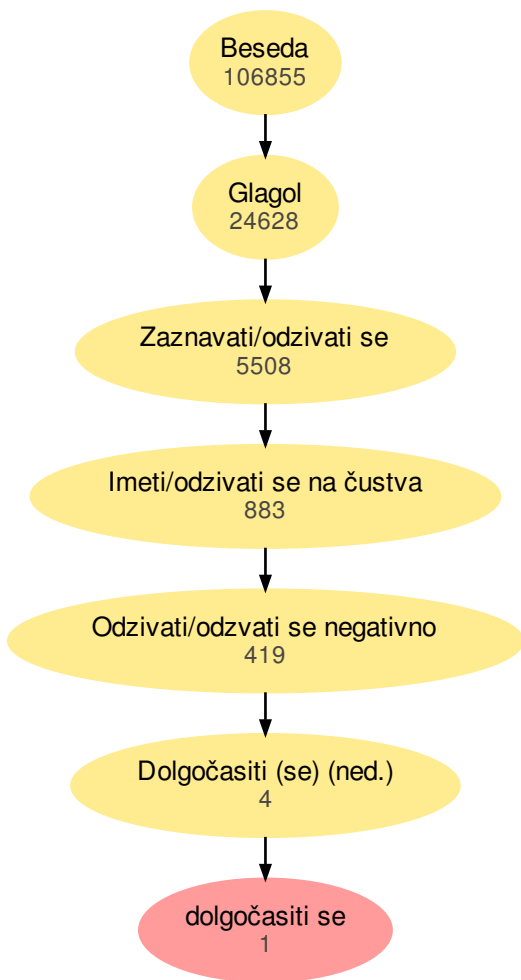 Beseda
106855
Glagol
24628
Zaznavati/odzivati se
5508
Imeti/odzivati se na čustva
883
Odzivati/odzvati se negativno
419
Dolgočasiti (se) (ned.)
4
dolgočasiti se
1